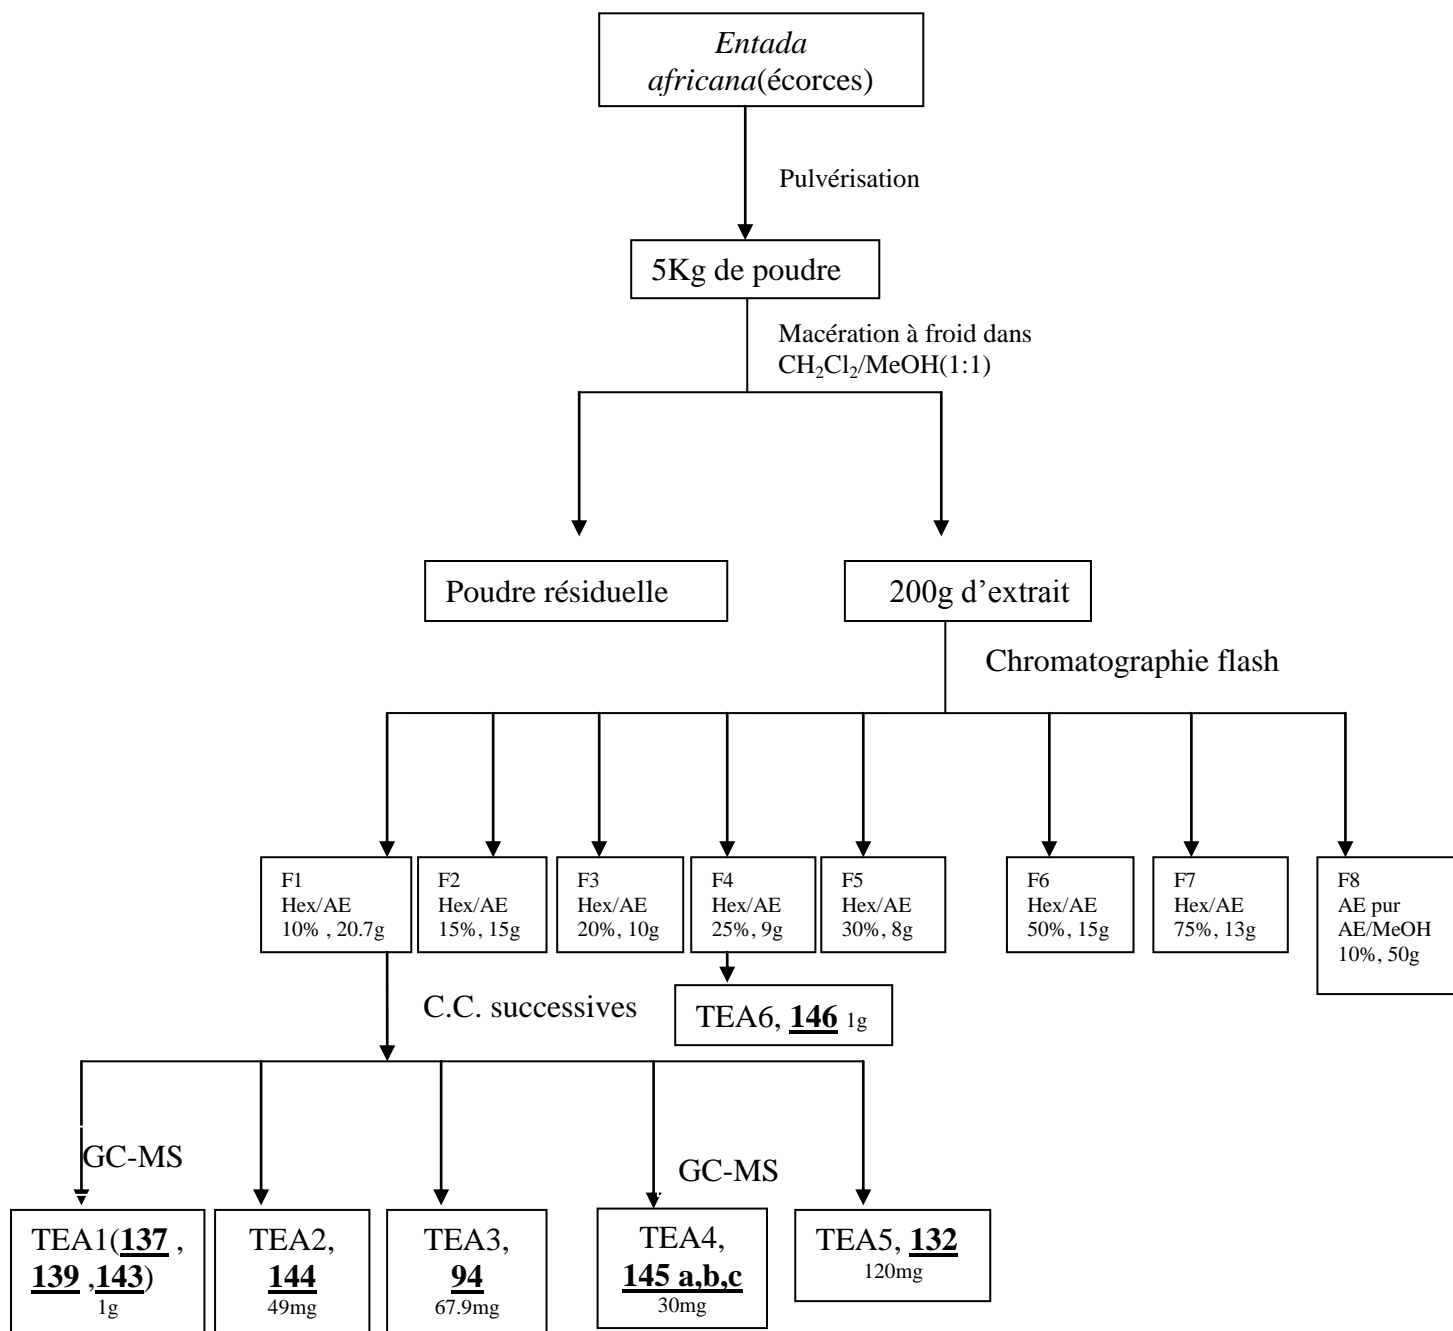 Entada
africana(écorces)
Pulvérisation
5Kg de poudre
Macération à froid dans
CH₂Cl₂/MeOH(1:1)
Poudre résiduelle
200g d’extrait
Chromatographie flash
F1
Hex/AE
10% , 20.7g
F2
Hex/AE
15%, 15g
F3
Hex/AE
20%, 10g
F4
Hex/AE
25%, 9g
F5
Hex/AE
30%, 8g
F6
Hex/AE
50%, 15g
F7
Hex/AE
75%, 13g
F8
AE pur
AE/MeOH
10%, 50g
C.C. successives
TEA6, 146 1g
GC-MS
GC-MS
TEA1(137 ,
139 ,143)
1g
TEA2,
144
49mg
TEA3,
94
67.9mg
TEA4,
145 a,b,c
30mg
TEA5, 132
120mg